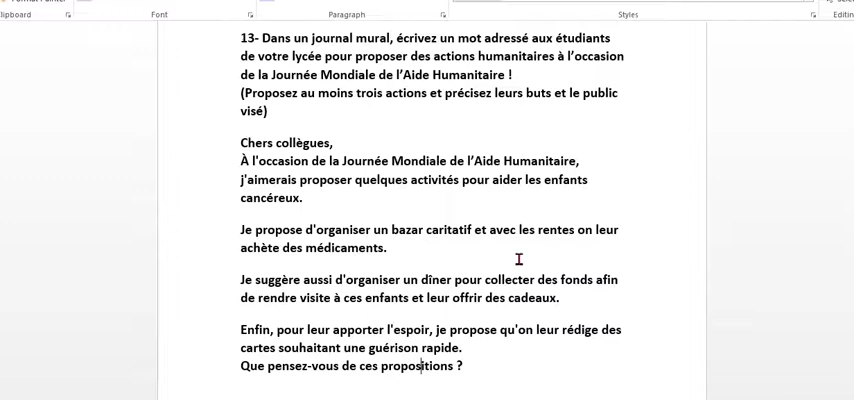 lipboard
Font
Paragraph
Styles
Editin
13- Dans un journal mural, écrivez un mot adressé aux étudiants
de votre lycée pour proposer des actions humanitaires à l’occasion
de la Journée Mondiale de l’Aide Humanitaire !
(Proposez au moins trois actions et précisez leurs buts et le public
visé)
Chers collègues,
À l'occasion de la Journée Mondiale de l’Aide Humanitaire,
j'aimerais proposer quelques activités pour aider les enfants
cancéreux.
Je propose d'organiser un bazar caritatif et avec les rentes on leur
achète des médicaments.
Je suggère aussi d'organiser un dîner pour collecter des fonds afin
de rendre visite à ces enfants et leur offrir des cadeaux.
Enfin, pour leur apporter l'espoir, je propose qu'on leur rédige des
cartes souhaitant une guérison rapide.
Que pensez-vous de ces propositions ?